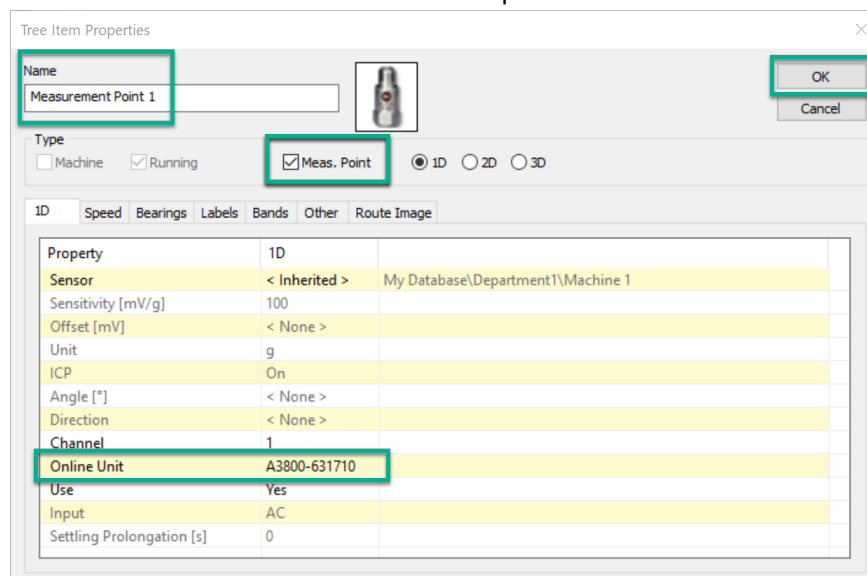 Tree Item Properties
Name
Measurement Point 1
OK
Cancel
Type
Machine Running Meas. Point 1D 2D 3D
1D Speed Bearings Labels Bands Other Route Image
Property 1D
Sensor < Inherited > My Database\Department1\Machine 1
Sensitivity [mV/g] 100
Offset [mV] < None >
Unit g
ICP On
Angle [°] < None >
Direction < None >
Channel 1
Online Unit A3800-631710
Use Yes
Input AC
Settling Prolongation [s] 0